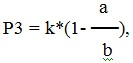 a
P3 = k*(1- ),
b